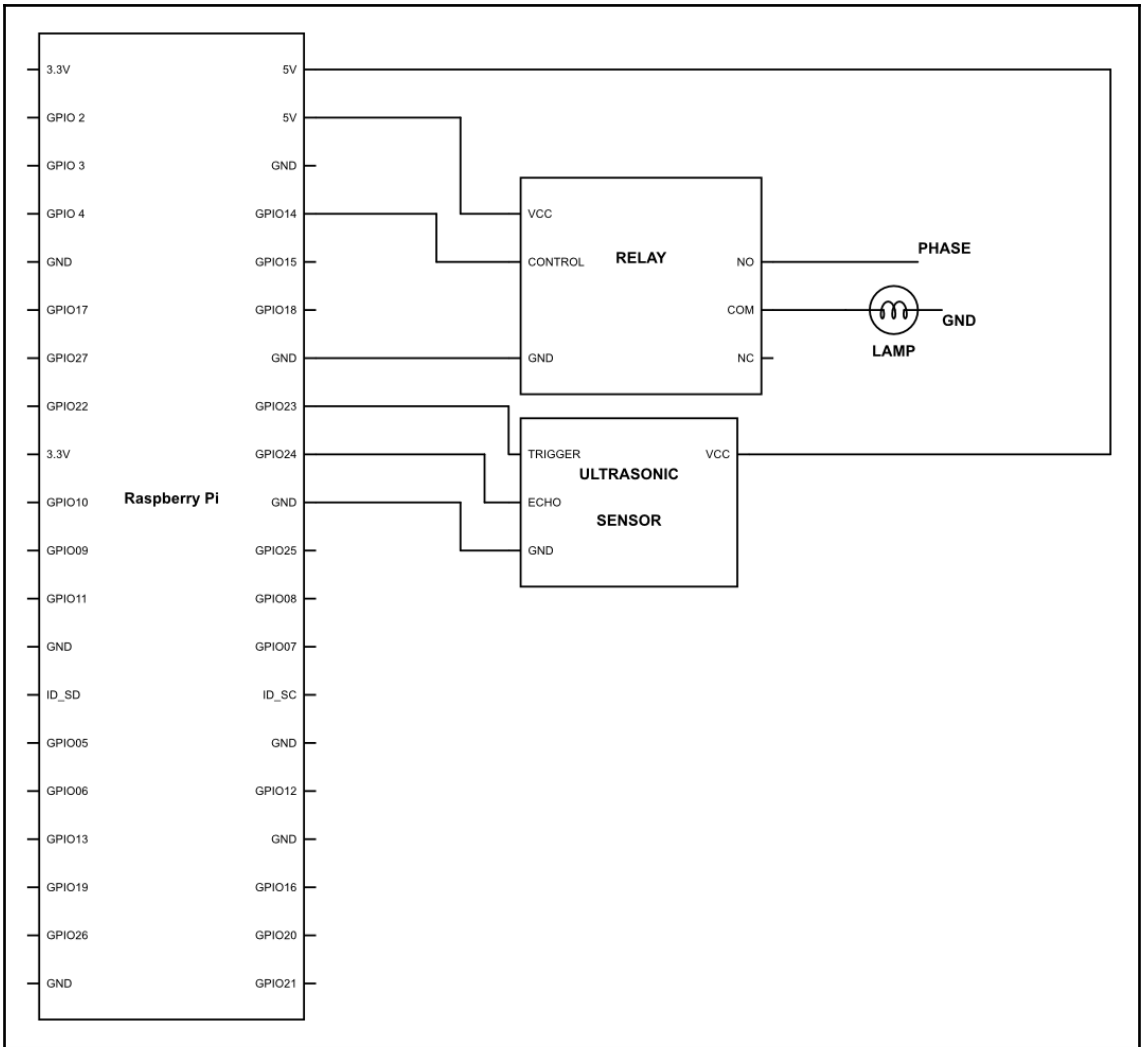 3.3V
GPIO 2
GPIO 3
GPIO 4
GND
GPIO17
GPIO27
GPIO22
3.3V
GPIO10
GPIO09
GPIO11
GND
ID_SD
GPIO05
GPIO06
GPIO13
GPIO19
GPIO26
GND
Raspberry Pi
5V
5V
GND
GPIO14
GPIO15
GPIO18
GND
GPIO23
GPIO24
GND
GPIO25
GPIO08
GPIO07
ID_SC
GND
GPIO12
GND
GPIO16
GPIO20
GPIO21
VCC
CONTROL
GND
RELAY
NO
COM
NC
PHASE
GND
LAMP
TRIGGER
ECHO
GND
ULTRASONIC
SENSOR
VCC